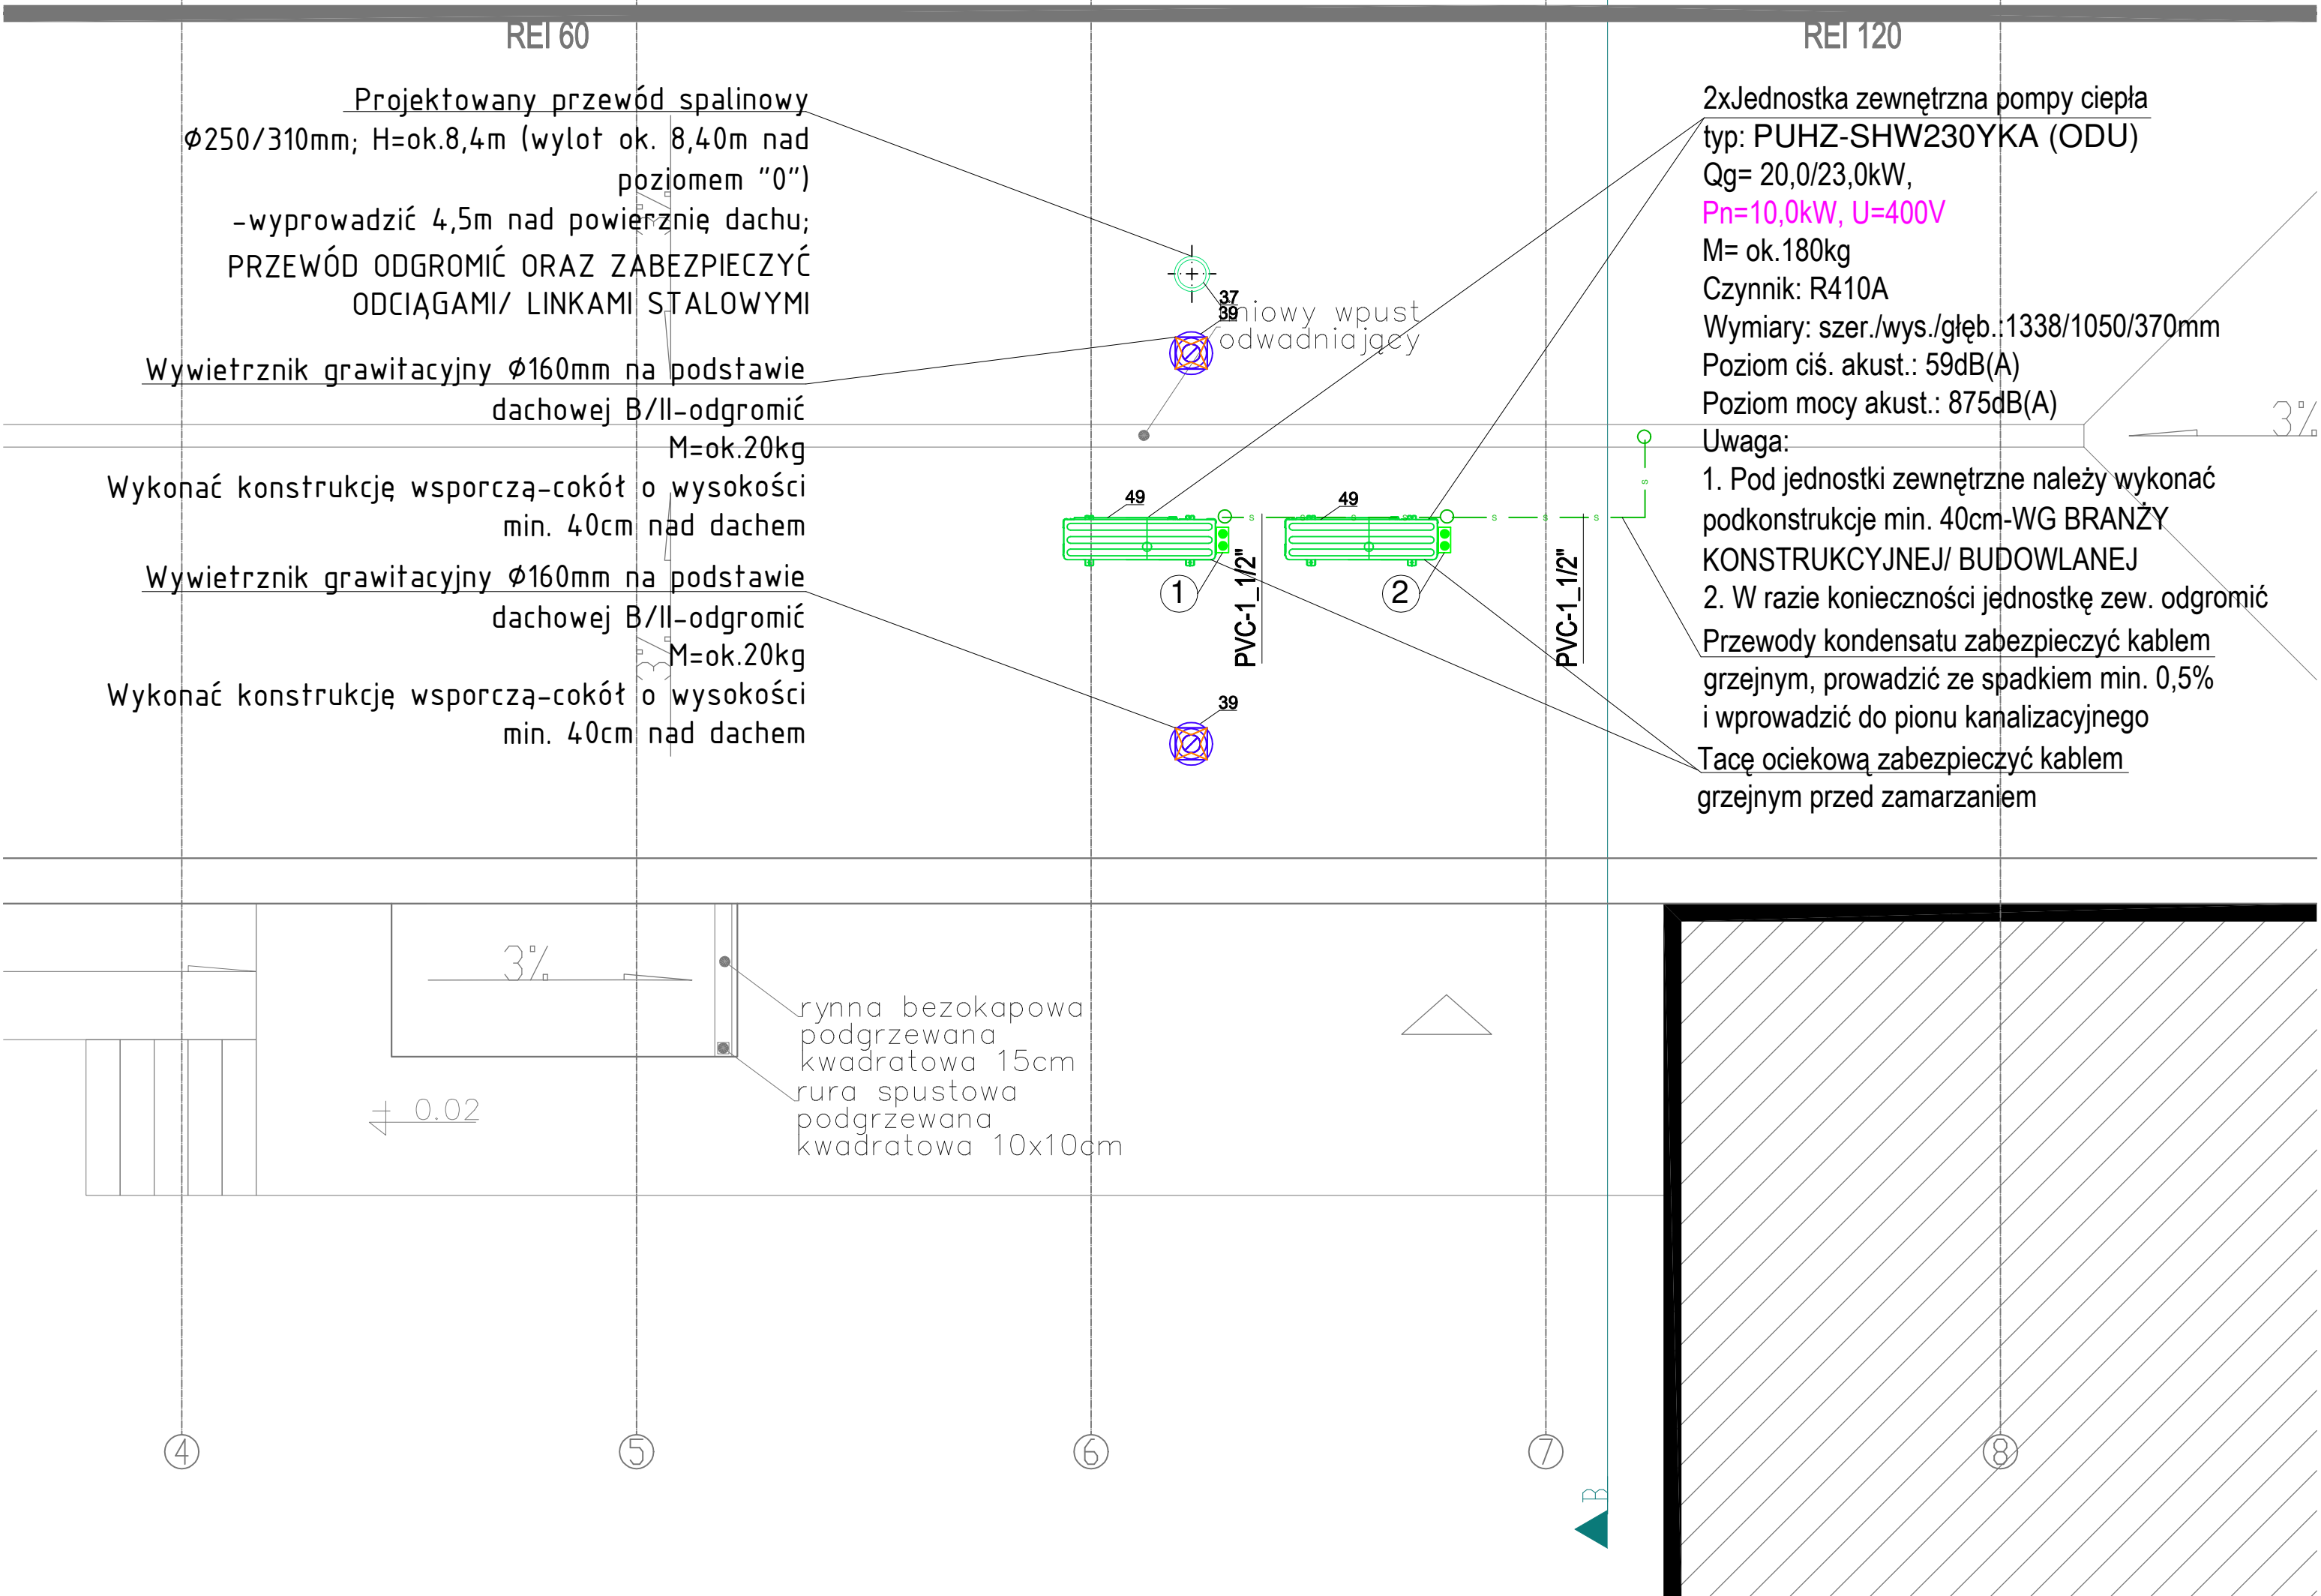 REI 60
REI 120
Projektowany przewód spalinowy
Φ250/310mm; H=ok.8,4m (wylot ok. 8,40m nad
poziomem "0")
-wyprowadzić 4,5m nad powierznię dachu;
PRZEWÓD ODGROMIĆ ORAZ ZABEZPIECZYĆ
ODCIĄGAMI/ LINKAMI STALOWYMI
Wywietrznik grawitacyjny Φ160mm na podstawie
dachowej B/II-odgromić
M=ok.20kg
Wykonać konstrukcję wsporczą-cokół o wysokości
min. 40cm nad dachem
Wywietrznik grawitacyjny Φ160mm na podstawie
dachowej B/II-odgromić
M=ok.20kg
Wykonać konstrukcję wsporczą-cokół o wysokości
min. 40cm nad dachem
3%
3%
37
39
wpust
odwadniający
49
49
s
s
s
s
s
s
s
s
1
2
PVC-1_1/2"
PVC-1_1/2"
39
2xJednostka zewnętrzna pompy ciepła
typ: PUHZ-SHW230YKA (ODU)
Qg= 20,0/23,0kW,
Pn=10,0kW, U=400V
M= ok.180kg
Czynnik: R410A
Wymiary: szer./wys./głęb.:1338/1050/370mm
Poziom ciś. akust.: 59dB(A)
Poziom mocy akust.: 875dB(A)
Uwaga:
1. Pod jednostki zewnętrzne należy wykonać
podkonstrukcje min. 40cm-WG BRANŻY
KONSTRUKCYJNEJ/ BUDOWLANEJ
2. W razie konieczności jednostkę zew. odgromić
Przewody kondensatu zabezpieczyć kablem
grzejnym, prowadzić ze spadkiem min. 0,5%
i wprowadzić do pionu kanalizacyjnego
Tacę ociekową zabezpieczyć kablem
grzejnym przed zamarzaniem
3%
3%
rynna bezokapowa
podgrzewana
kwadratowa 15cm
rura spustowa
podgrzewana
kwadratowa 10x10cm
0.02
4
5
6
7
8
B